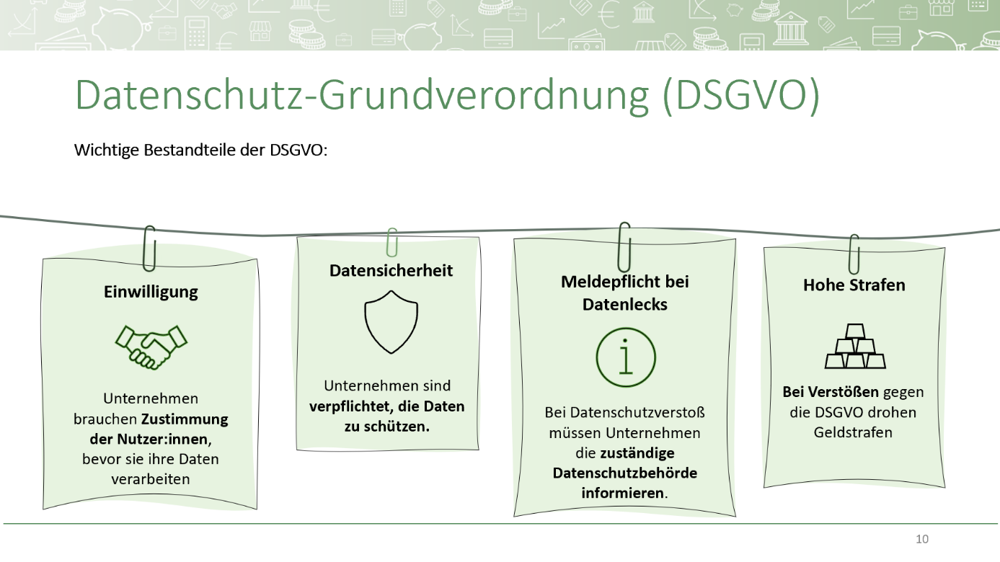 Datenschutz-Grundverordnung (DSGVO)
Wichtige Bestandteile der DSGVO:
Einwilligung
Unternehmen
brauchen Zustimmung
der Nutzer:innen,
bevor sie ihre Daten
verarbeiten
Datensicherheit
Unternehmen sind
verpflichtet, die Daten
zu schützen.
Meldepflicht bei
Datenlecks
i
Bei Datenschutzverstoß
müssen Unternehmen
die zuständige
Datenschutzbehörde
informieren.
Hohe Strafen
Bei Verstößen gegen
die DSGVO drohen
Geldstrafen
10